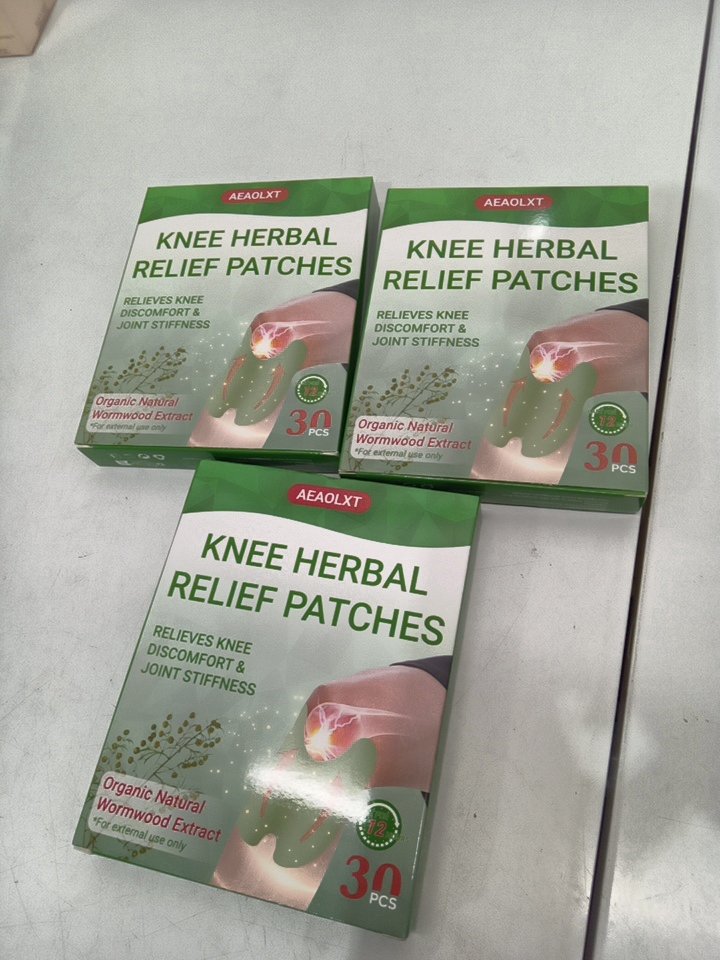 AEAOLXT
KNEE HERBAL
RELIEF PATCHES
RELIEVES KNEE
DISCOMFORT &
JOINT STIFFNESS
Organic Natural
Wormwood Extract
*For external use only
12
30
PCS
AEAOLXT
KNEE HERBAL
RELIEF PATCHES
RELIEVES KNEE
DISCOMFORT &
JOINT STIFFNESS
Organic Natural
Wormwood Extract
*For external use only
12
30
PCS
AEAOLXT
KNEE HERBAL
RELIEF PATCHES
RELIEVES KNEE
DISCOMFORT &
JOINT STIFFNESS
Organic Natural
Wormwood Extract
*For external use only
12
30
PCS